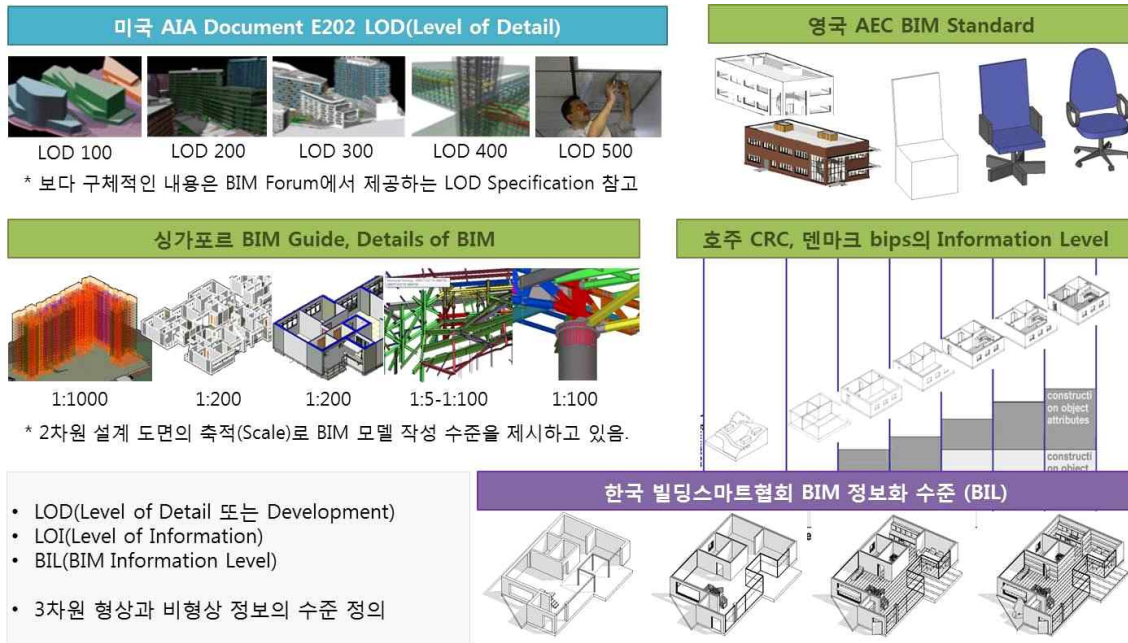 미국 AIA Document E202 LOD(Level of Detail)
LOD 100
LOD 200
LOD 300
LOD 400
LOD 500
* 보다 구체적인 내용은 BIM Forum에서 제공하는 LOD Specification 참고
영국 AEC BIM Standard
싱가포르 BIM Guide, Details of BIM
1:1000
1:200
1:200
1:5-1:100
1:100
* 2차원 설계 도면의 축적(Scale)로 BIM 모델 작성 수준을 제시하고 있음.
호주 CRC, 덴마크 bips의 Information Level
constructi
on object
attributes
constructi
on object
• LOD(Level of Detail 또는 Development)
• LOI(Level of Information)
• BIL(BIM Information Level)
• 3차원 형상과 비형상 정보의 수준 정의
한국 빌딩스마트협회 BIM 정보화 수준 (BIL)